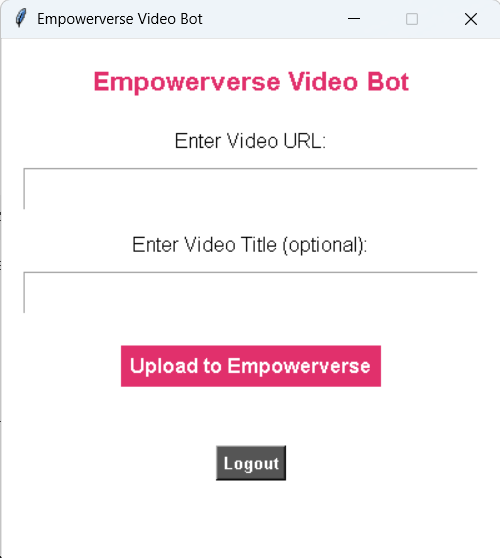 Empowerverse Video Bot
Empowerverse Video Bot
Enter Video URL:
Enter Video Title (optional):
Upload to Empowerverse
Logout